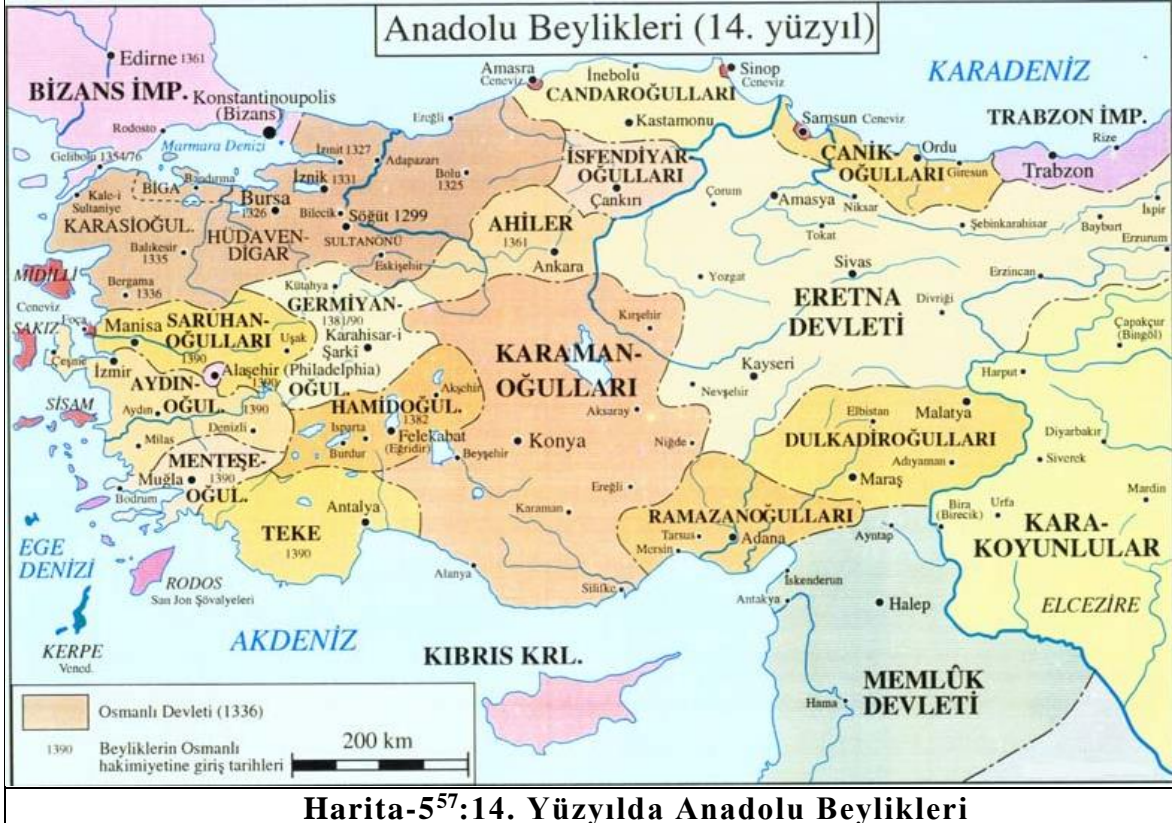 Anadolu Beylikleri (14. yüzyıl)
Edirne 1361
BİZANS İMP.
Konstantinoupolis
(Bizans)
Rodosto
Marmara Denizi
Gelibolu 1354/76
Kale-i
Sultaniye
BİGA
Bandırma
KARASİOĞUL.
Balıkesir
1335
Bergama
1336
Bursa
1326
HÜDAVEN-
DİGAR
İznik
1331
İzmit 1327
Adapazarı
Bilecik
Söğüt 1299
SULTANÖNÜ
Eskişehir
Bolu
1325
Ereğli
Amasra
Ceneviz
İnebolu
CANDAROĞULLARI
Kastamonu
Sinop
Ceneviz
KARADENİZ
İSFENDİYAR-
OĞULLARI
Çankırı
AHİLER
1361
Ankara
Samsun Ceneviz
CANİK-
OĞULLARI
Ordu
Giresun
TRABZON İMP.
Rize
Trabzon
Çorum
Amasya
Niksar
Tokat
Şebinkarahisar
Bayburt
İspir
Erzurum
Erzincan
Yozgat
Sivas
ERETNA
DEVLETİ
Divriği
Kayseri
Nevşehir
Çapakçur
(Bingöl)
Harput
MİDİLLİ
Ceneviz
SAKIZ
Foça
Çeşme
Manisa
SARUHAN-
OĞULLARI
1390
Uşak
İzmir
Alaşehir (Philadelphia)
1390
AYDIN-
OĞUL.
1390
Aydın
Denizli
SİSAM
Milas
MENTEŞE-
1390
OĞUL.
Muğla
Bodrum
Kütahya
GERMİYAN-
1381/90
Karahisar-i
Şarkî
OĞUL.
HAMİDOĞUL.
1382
Akşehir
Isparta
Burdur
Felekabat
(Eğridir)
Beyşehir
KARAMAN-
OĞULLARI
Kırşehir
Aksaray
Konya
Niğde
Ereğli
Karaman
Alanya
Silifke
TEKE
1390
Antalya
DULKADİROĞULLARI
Elbistan
Malatya
Adıyaman
Maraş
RAMAZANOĞULLARI
Tarsus
Mersin
Adana
Diyarbakır
Siverek
Mardin
Bira
(Birecik)
Urfa
KARA-
KOYUNLULAR
ELCEZİRE
Ayntap
İskenderun
Antakya
Halep
MEMLÛK
DEVLETİ
Hama
EGE
DENİZİ
RODOS
San Jon Şövalyeleri
KERPE
Vened.
AKDENİZ
KIBRIS KRL.
Osmanlı Devleti (1336)
1390 Beyliklerin Osmanlı
hakimiyetine giriş tarihleri
200 km
Harita-5⁵⁷:14. Yüzyılda Anadolu Beylikleri